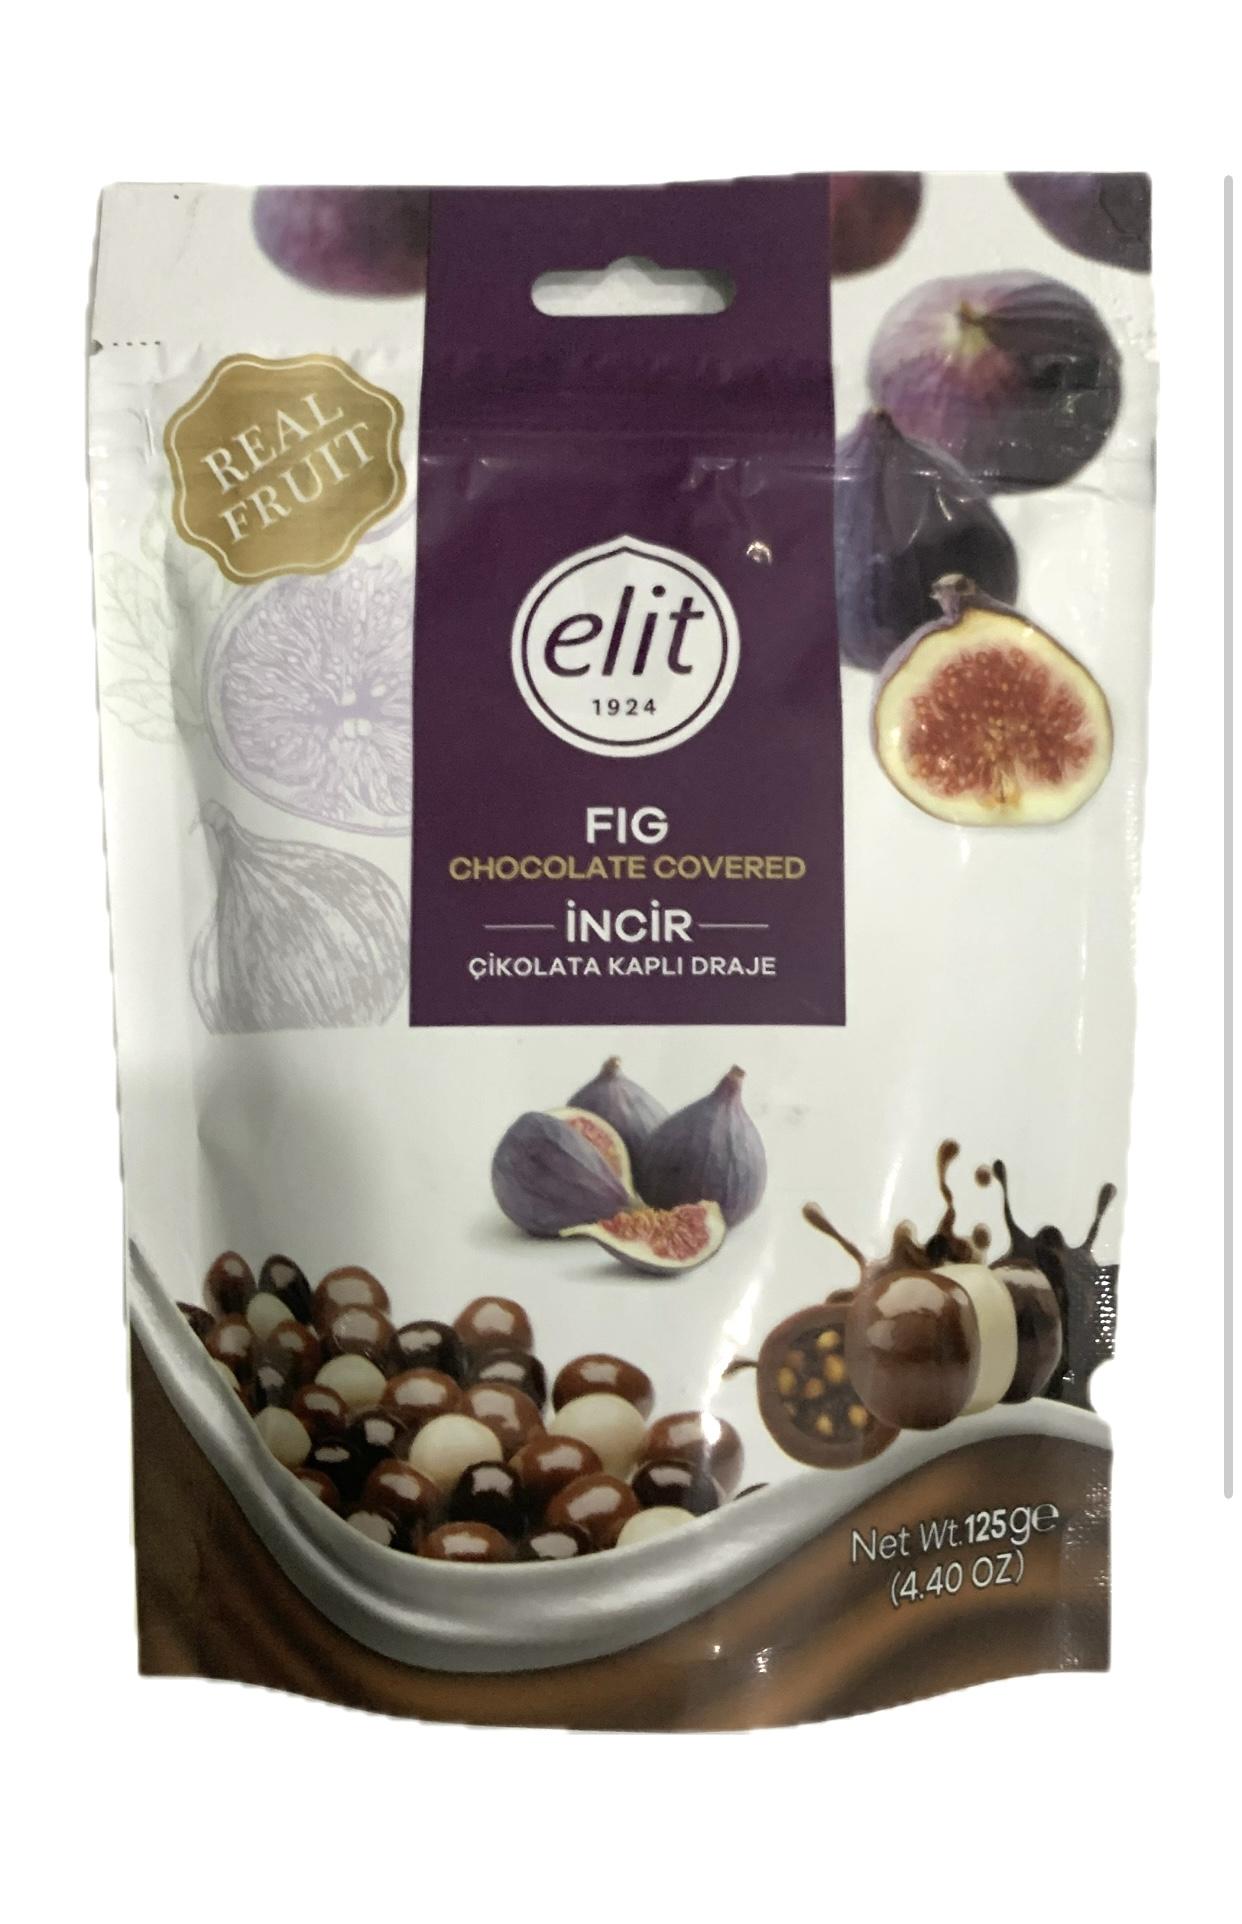 REAL
FRUIT
elit
1924
FIG
CHOCOLATE COVERED
İNCİR
ÇİKOLATA KAPLI DRAJE
Net Wt.125g℮
(4.40 OZ)